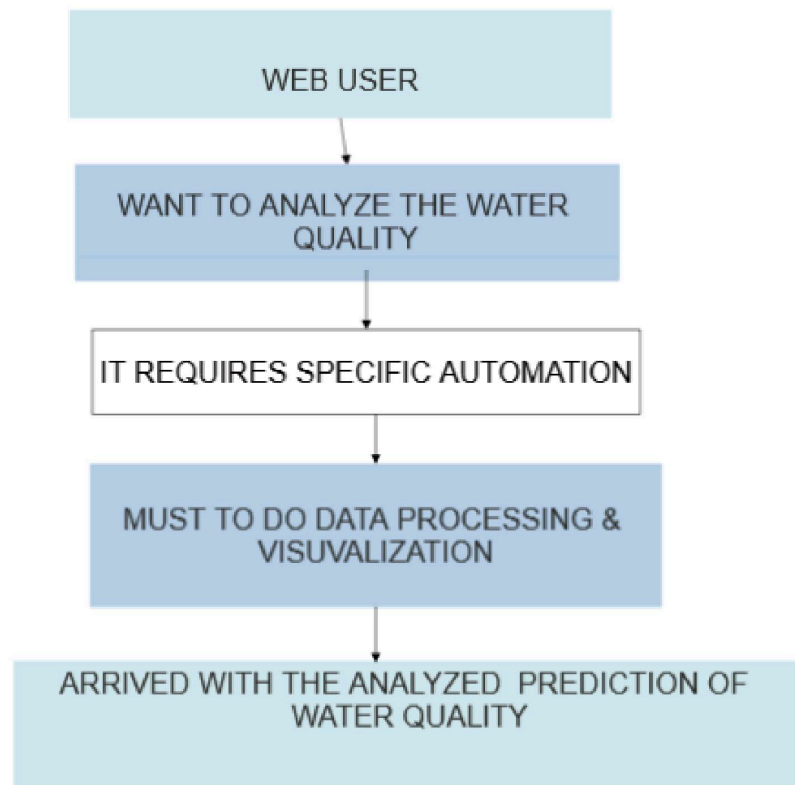 WEB USER
WANT TO ANALYZE THE WATER
QUALITY
IT REQUIRES SPECIFIC AUTOMATION
MUST TO DO DATA PROCESSING &
VISUVALIZATION
ARRIVED WITH THE ANALYZED PREDICTION OF
WATER QUALITY